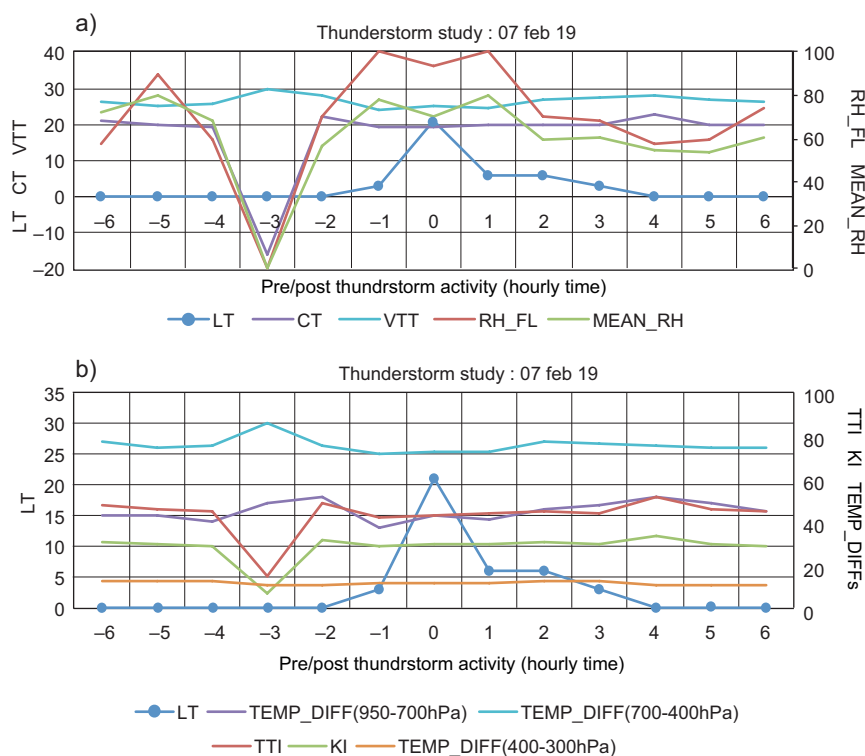 a)
Thunderstorm study : 07 feb 19
40
30
20
10
0
–10
–20
LT CT VTT
100
80
60
40
20
0
RH_FL MEAN_RH
–6 –5 –4 –3 –2 –1 0 1 2 3 4 5 6
Pre/post thundrstorm activity (hourly time)
LT CT VTT RH_FL MEAN_RH
b)
Thunderstorm study : 07 feb 19
35
30
25
20
15
10
5
0
LT
100
80
60
40
20
0
TTI KI TEMP_DIFFs
–6 –5 –4 –3 –2 –1 0 1 2 3 4 5 6
Pre/post thundrstorm activity (hourly time)
LT TEMP_DIFF(950-700hPa) TEMP_DIFF(700-400hPa)
TTI KI TEMP_DIFF(400-300hPa)